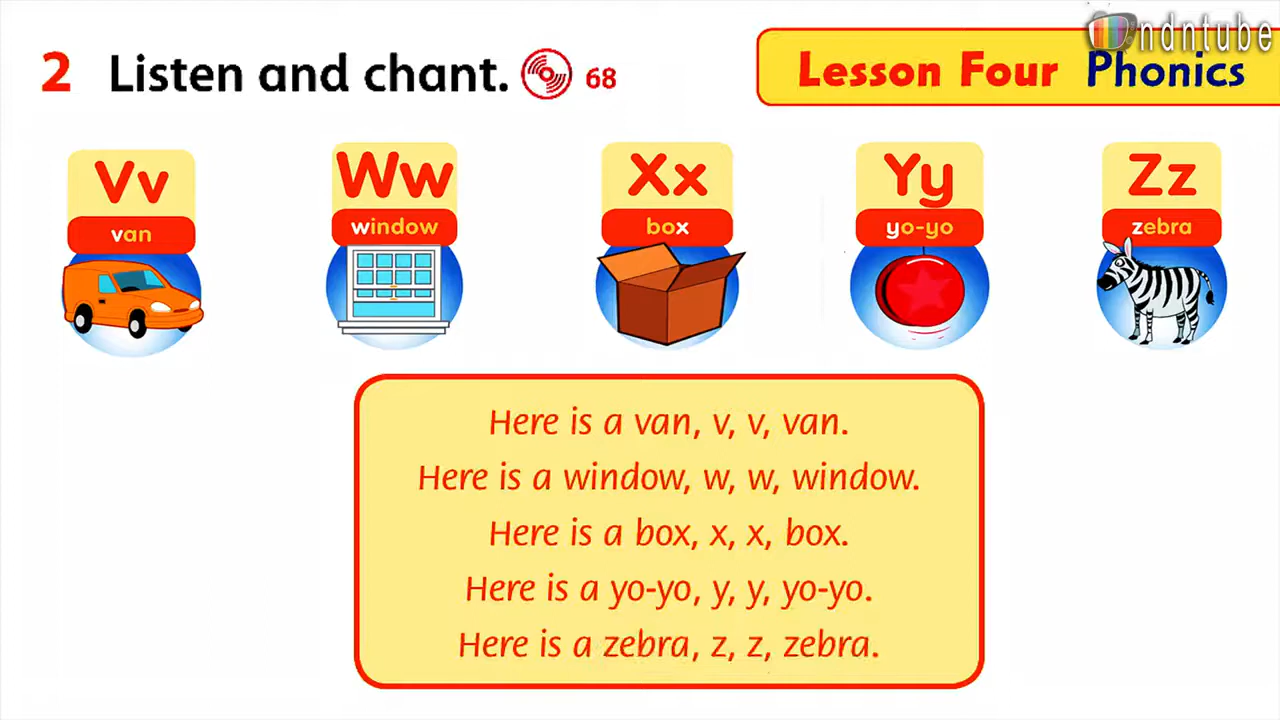 ndntube
2 Listen and chant. 68
Lesson Four Phonics
Vv
van
Ww
window
Xx
box
Yy
yo-yo
Zz
zebra
Here is a van, v, v, van.
Here is a window, w, w, window.
Here is a box, x, x, box.
Here is a yo-yo, y, y, yo-yo.
Here is a zebra, z, z, zebra.